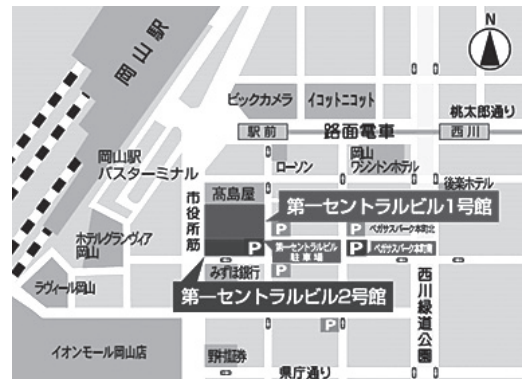 N
岡山駅
ビックカメラ
イコットニコット
桃太郎通り
駅前
路面電車
西川
岡山駅
バスターミナル
ローソン
岡山
ワシントンホテル
後楽ホテル
髙島屋
市役所筋
第一セントラルビル1号館
P
ペガサスパーク本町北
ホテルグランヴィア
岡山
P
第一セントラルビル
駐車場
P
ペガサスパーク本町南
みずほ銀行
P
ラヴィール岡山
第一セントラルビル2号館
西川緑道公園
P
イオンモール岡山店
野村証券
県庁通り